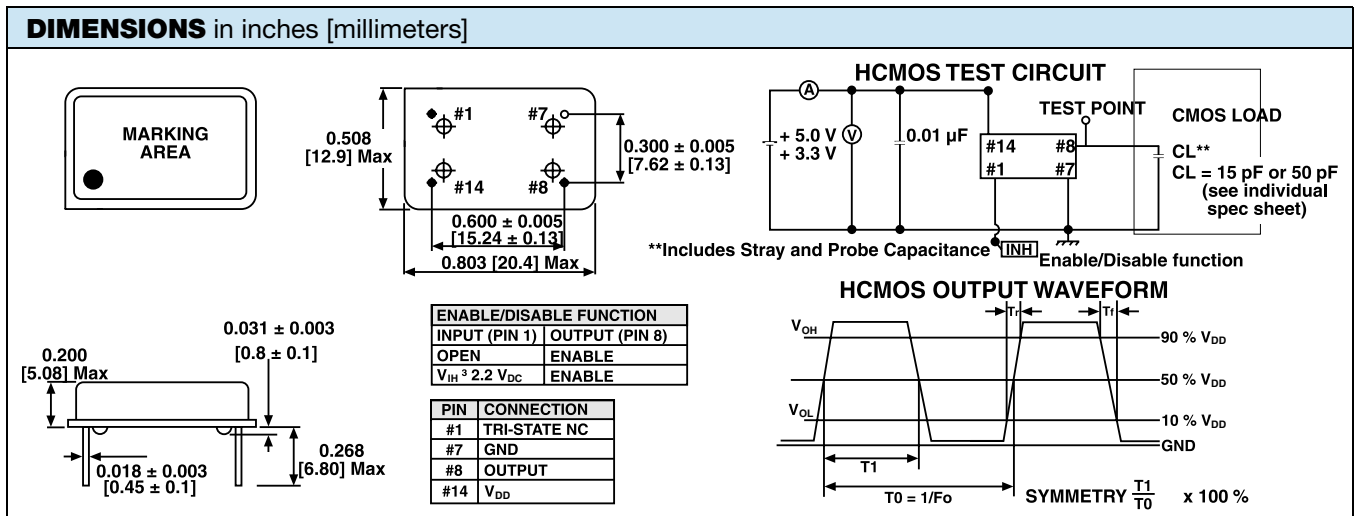 DIMENSIONS in inches [millimeters]
MARKING
AREA
0.508
[12.9] Max
#1
#7
#14
#8
0.300 ± 0.005
[7.62 ± 0.13]
0.600 ± 0.005
[15.24 ± 0.13]
0.803 [20.4] Max
HCMOS TEST CIRCUIT
A
+ 5.0 V
+ 3.3 V
V
0.01 µF
TEST POINT
#14 #8
#1 #7
CMOS LOAD
CL**
CL = 15 pF or 50 pF
(see individual
spec sheet)
**Includes Stray and Probe Capacitance
INH
Enable/Disable function
0.200
[5.08] Max
0.031 ± 0.003
[0.8 ± 0.1]
0.018 ± 0.003
[0.45 ± 0.1]
0.268
[6.80] Max
ENABLE/DISABLE FUNCTION
INPUT (PIN 1) OUTPUT (PIN 8)
OPEN ENABLE
VIH ³ 2.2 VDC ENABLE
PIN CONNECTION
#1 TRI-STATE NC
#7 GND
#8 OUTPUT
#14 VDD
HCMOS OUTPUT WAVEFORM
Tr
Tf
VOH
90 % VDD
50 % VDD
VOL
10 % VDD
GND
T1
T0 = 1/Fo
SYMMETRY T1/T0 x 100 %